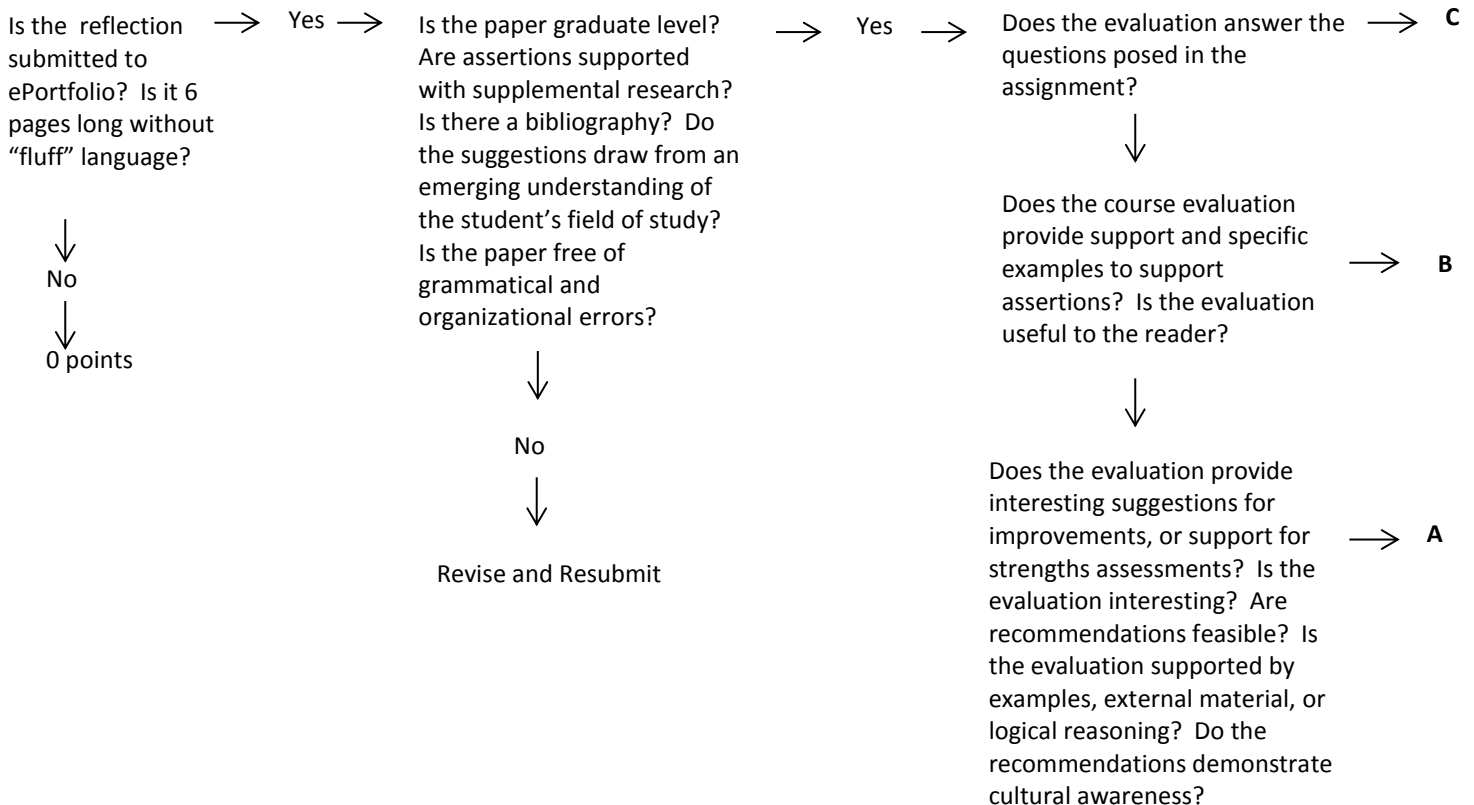 Is the reflection
submitted to
ePortfolio? Is it 6
pages long without
“fluff” language?
No
0 points
Yes
Is the paper graduate level?
Are assertions supported
with supplemental research?
Is there a bibliography? Do
the suggestions draw from an
emerging understanding of
the student’s field of study?
Is the paper free of
grammatical and
organizational errors?
No
Revise and Resubmit
Yes
Does the evaluation answer the
questions posed in the
assignment?
C
Does the course evaluation
provide support and specific
examples to support
assertions? Is the evaluation
useful to the reader?
B
Does the evaluation provide
interesting suggestions for
improvements, or support for
strengths assessments? Is the
evaluation interesting? Are
recommendations feasible? Is
the evaluation supported by
examples, external material, or
logical reasoning? Do the
recommendations demonstrate
cultural awareness?
A